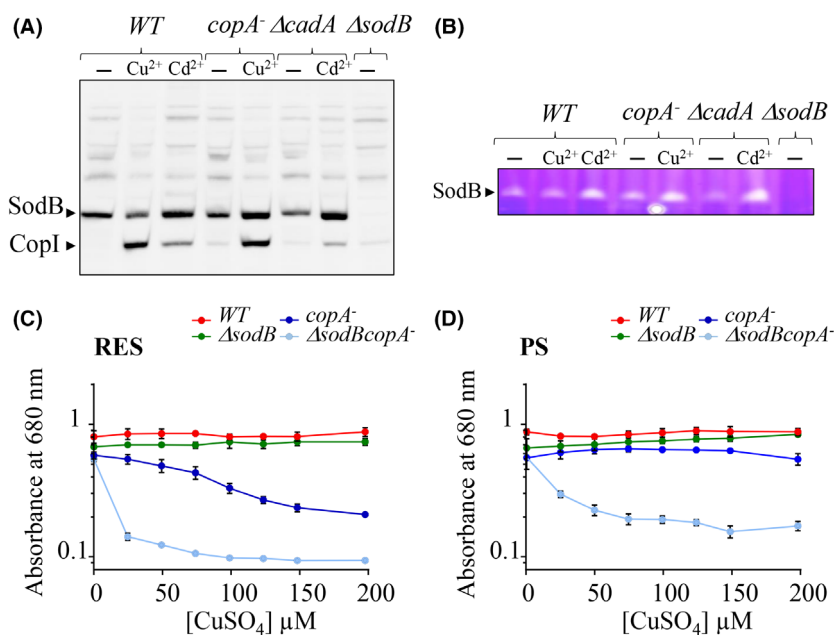 (A)
WT copA- ΔcadA ΔsodB
– Cu2+ Cd2+ – Cu2+ – Cd2+ –
SodB
CopI
(B)
WT copA- ΔcadA ΔsodB
– Cu2+ Cd2+ – Cu2+ – Cd2+ –
SodB
(C)
WT copA-
ΔsodB ΔsodBcopA-
RES
Absorbance at 680 nm
1
0.1
0 50 100 150 200
[CuSO4] µM
(D)
WT copA-
ΔsodB ΔsodBcopA-
PS
Absorbance at 680 nm
1
0.1
0 50 100 150 200
[CuSO4] µM